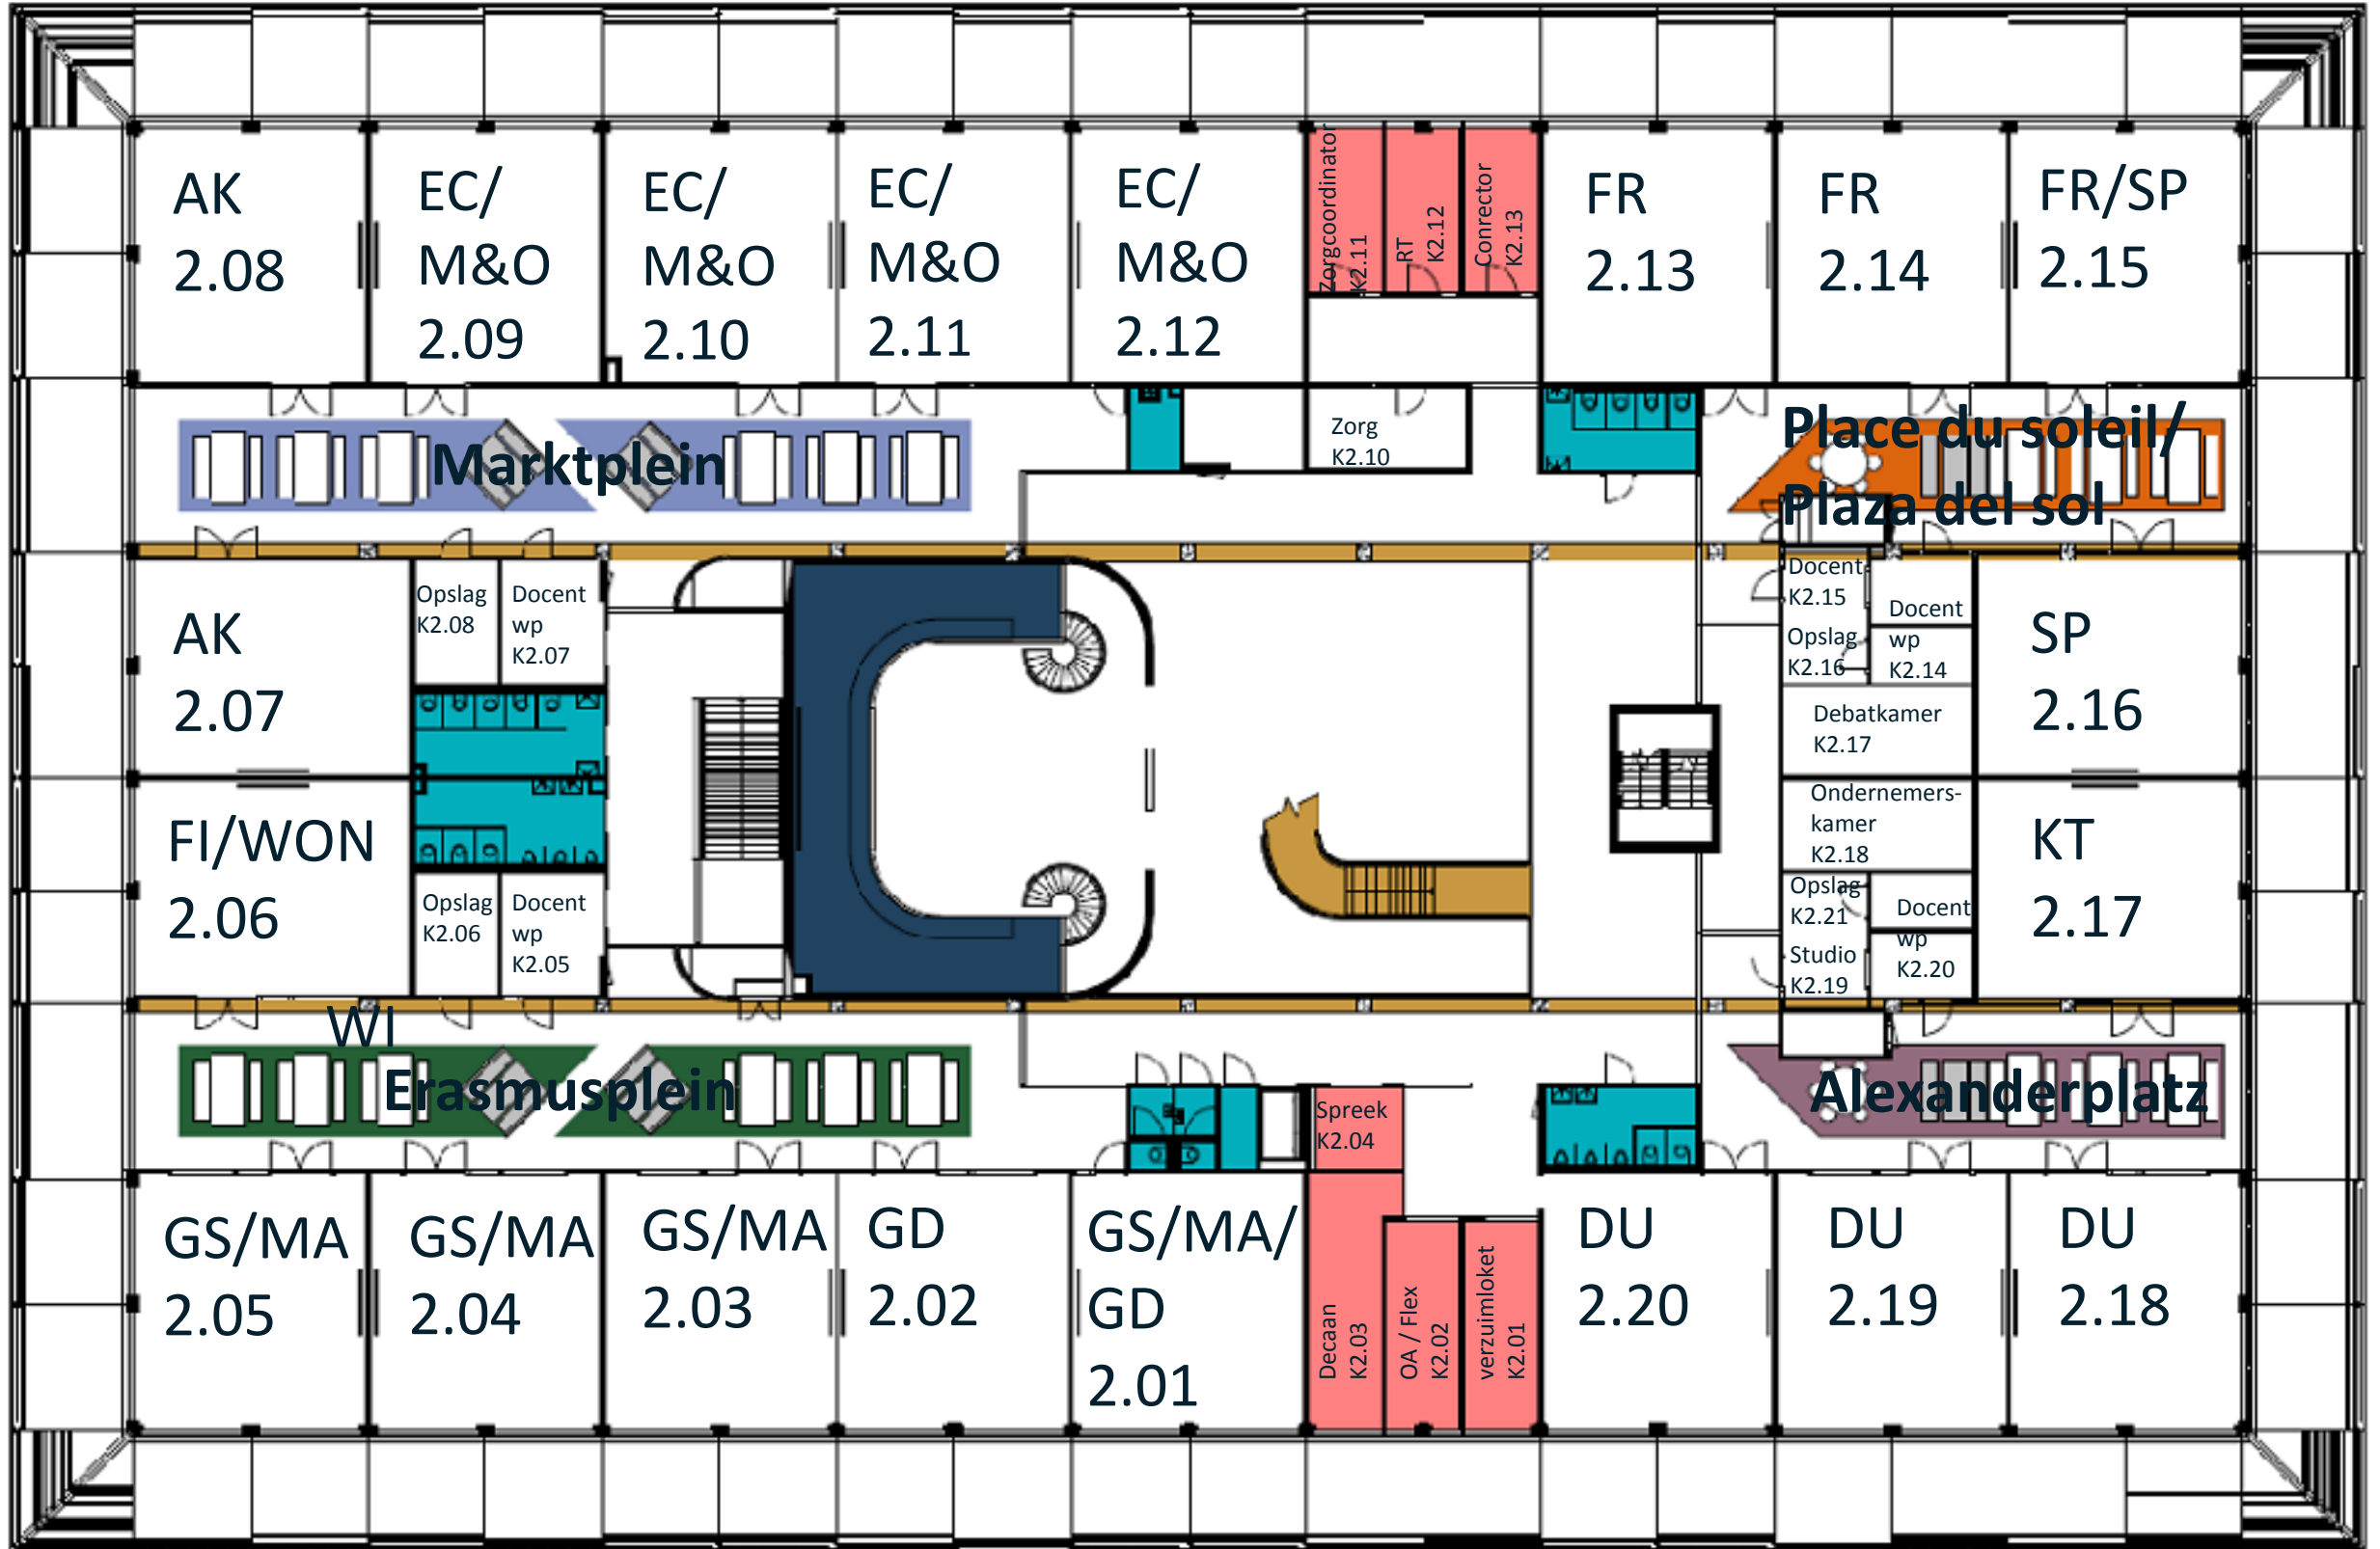 AK
2.08
EC/
M&O
2.09
EC/
M&O
2.10
EC/
M&O
2.11
EC/
M&O
2.12
Zorgcoordinator
K2.11
RT
K2.12
Conrector
K2.13
FR
2.13
FR
2.14
FR/SP
2.15
Marktplein
Zorg
K2.10
Place du soleil/
Plaza del sol
AK
2.07
Opslag
K2.08
Docent
wp
K2.07
Docent
K2.15
Opslag
K2.16
Docent
wp
K2.14
Debatkamer
K2.17
SP
2.16
FI/WON
2.06
Opslag
K2.06
Docent
wp
K2.05
Ondernemers-
kamer
K2.18
Opslag
K2.21
Studio
K2.19
Docent
wp
K2.20
KT
2.17
WI
Erasmusplein
Spreek
K2.04
Alexanderplatz
GS/MA
2.05
GS/MA
2.04
GS/MA
2.03
GD
2.02
GS/MA/
GD
2.01
Decaan
K2.03
OA / Flex
K2.02
verzuimloket
K2.01
DU
2.20
DU
2.19
DU
2.18